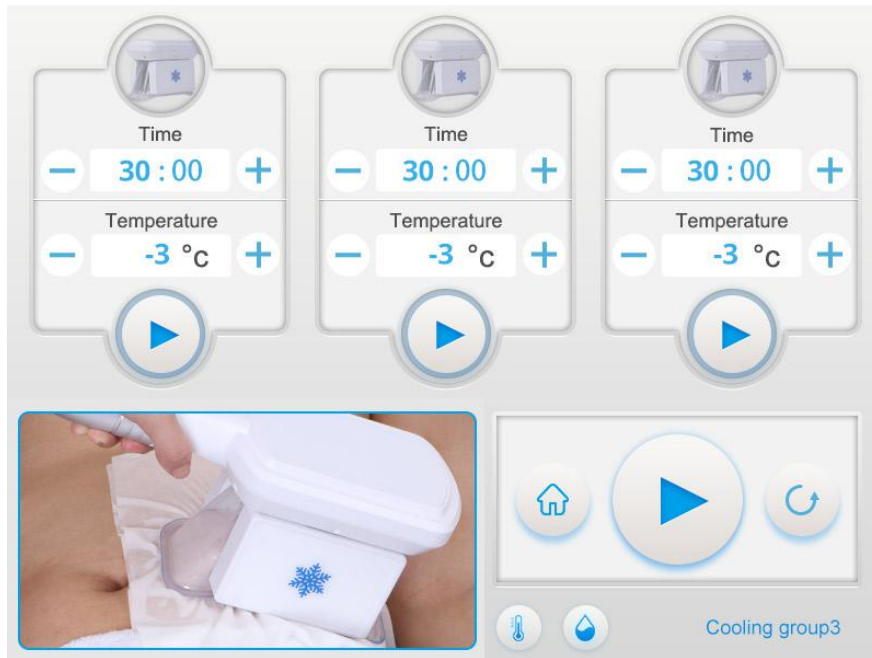 Time
30 : 00
Temperature
-3 °C
Time
30 : 00
Temperature
-3 °C
Time
30 : 00
Temperature
-3 °C
Cooling group3